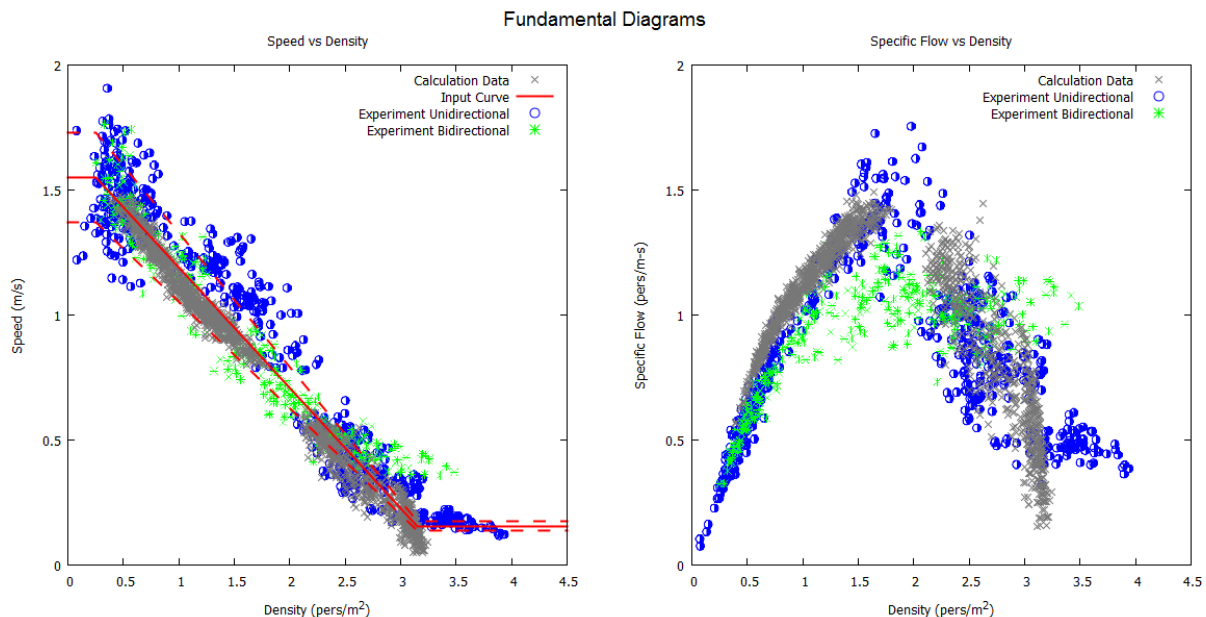 Fundamental Diagrams
Speed vs Density
Speed (m/s)
2
1.5
1
0.5
0
Calculation Data
Input Curve
Experiment Unidirectional
Experiment Bidirectional
0 0.5 1 1.5 2 2.5 3 3.5 4 4.5
Density (pers/m²)
Specific Flow vs Density
Specific Flow (pers/m-s)
2
1.5
1
0.5
0
Calculation Data
Experiment Unidirectional
Experiment Bidirectional
0 0.5 1 1.5 2 2.5 3 3.5 4 4.5
Density (pers/m²)